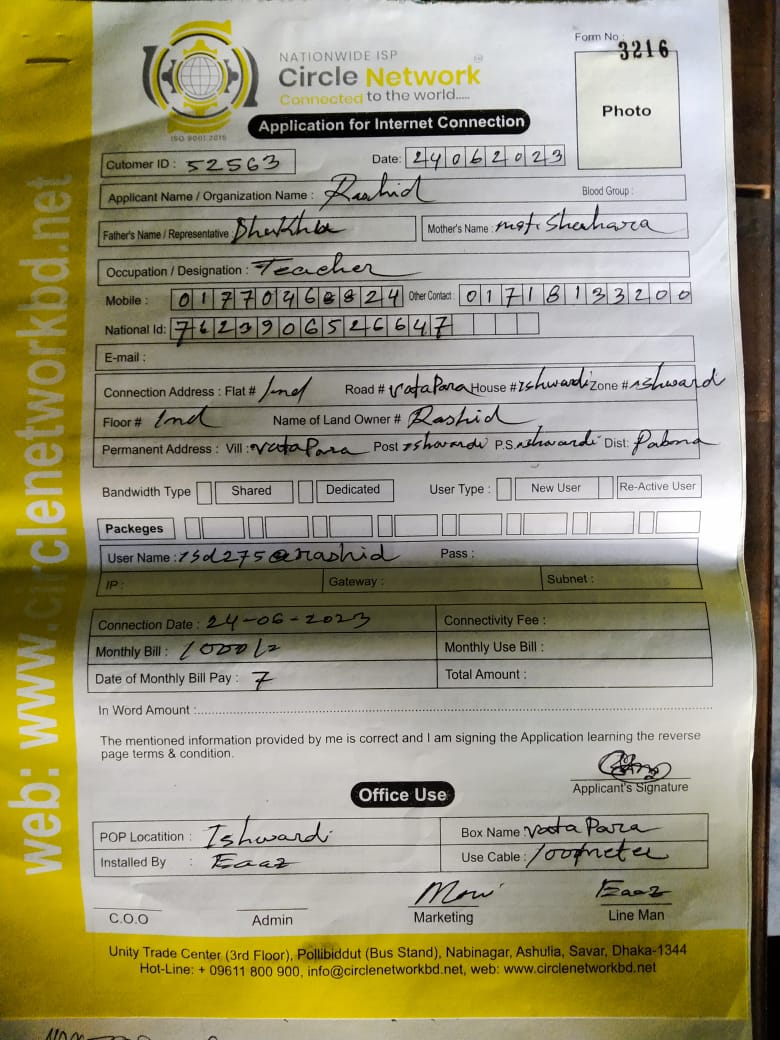 NATIONWIDE ISP
Circle Network
Connected to the world.....
ISO 9001:2015
Form No :
3216
Photo
Application for Internet Connection
Cutomer ID : 52563 Date: 24062023
Applicant Name / Organization Name : Rashid Blood Group :
Father's Name / Representative : Mother's Name :
Occupation / Designation : Teacher
Mobile : Other Contact : 01718133200
National Id: 7623906526647
E-mail :
Connection Address : Flat # Ind Road # vataPara House # Ishwardi Zone # Ishwardi
Floor # Ind Name of Land Owner # Rashid
Permanent Address : Vill : vataPara Post Ishwardi P.S. Ishwardi Dist: Pabna
Bandwidth Type Shared Dedicated User Type : New User Re-Active User
Packeges
User Name : isd275@rashid Pass :
IP : Gateway : Subnet :
Connection Date : 24-06-2023 Connectivity Fee :
Monthly Bill : 1000/= Monthly Use Bill :
Date of Monthly Bill Pay : 7 Total Amount :
In Word Amount :
The mentioned information provided by me is correct and I am signing the Application learning the reverse
page terms & condition.
Applicant's Signature
Office Use
POP Locatition : Ishwardi Box Name : vataPara
Installed By : Eaaz Use Cable : 100meter
Eaaz
C.O.O Admin Marketing Line Man
Unity Trade Center (3rd Floor), Pollibiddut (Bus Stand), Nabinagar, Ashulia, Savar, Dhaka-1344
Hot-Line: + 09611 800 900, info@circlenetworkbd.net, web: www.circlenetworkbd.net
web: www.circlenetworkbd.net